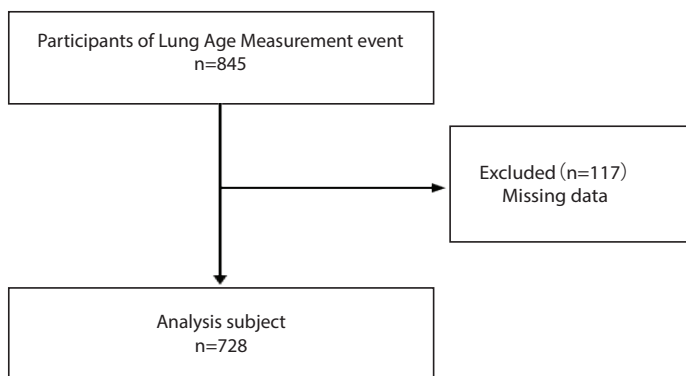 Participants of Lung Age Measurement event
n=845
Excluded（n=117）
Missing data
Analysis subject
n=728